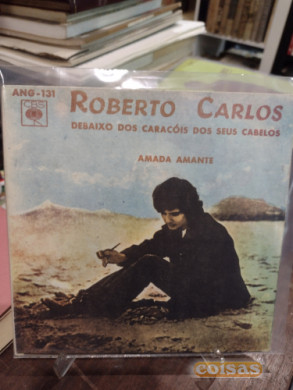 ANG-131
CBS
ROBERTO CARLOS
DEBAIXO DOS CARACÓIS DOS SEUS CABELOS
AMADA AMANTE
coisas